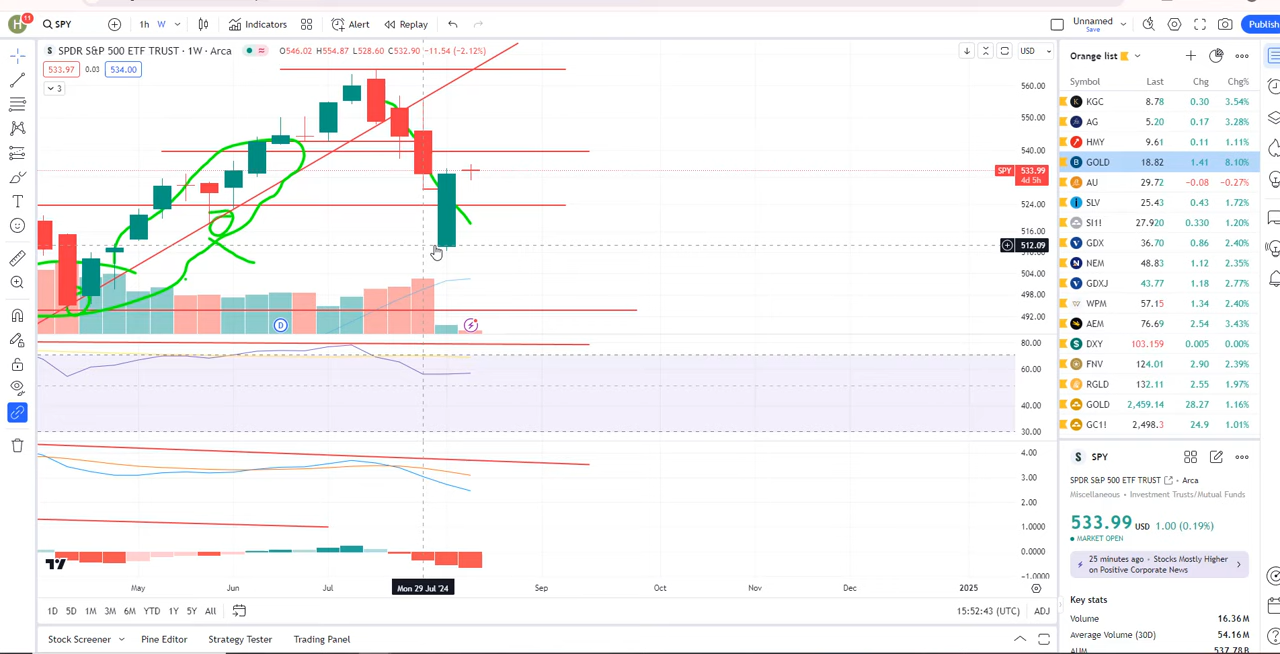 H 11 SPY 1h W Indicators Alert Replay Unnamed Save Publish
SPDR S&P 500 ETF TRUST · 1W · Arca O546.02 H554.87 L528.60 C532.90 −11.54 (−2.12%) USD
533.97 0.03 534.00
3
560.00
550.00
540.00
SPY 533.99
4d 5h
524.00
516.00
512.09
504.00
498.00
492.00
D
80.00
60.00
40.00
30.00
4.00
3.00
2.00
1.0000
0.0000
−1.0000
May Jun Jul Mon 29 Jul '24 Sep Oct Nov Dec 2025
1D 5D 1M 3M 6M YTD 1Y 5Y All 15:52:43 (UTC) ADJ
Stock Screener Pine Editor Strategy Tester Trading Panel
Orange list
Symbol Last Chg Chg%
KGC 8.78 0.30 3.54%
AG 5.20 0.17 3.28%
HMY 9.61 0.11 1.11%
GOLD 18.82 1.41 8.10%
AU 29.72 −0.08 −0.27%
SLV 25.43 0.43 1.72%
SI1! 27.920 0.330 1.20%
GDX 36.70 0.86 2.40%
NEM 48.83 1.12 2.35%
GDXJ 43.77 1.18 2.77%
WPM 57.15 1.34 2.40%
AEM 76.69 2.54 3.43%
DXY 103.159 0.005 0.00%
FNV 124.01 2.90 2.39%
RGLD 132.11 2.55 1.97%
GOLD 2,459.14 28.27 1.16%
GC1! 2,498.3 24.9 1.01%
S SPY
SPDR S&P 500 ETF TRUST · Arca
Miscellaneous · Investment Trusts/Mutual Funds
533.99 USD 1.00 (0.19%)
MARKET OPEN
25 minutes ago · Stocks Mostly Higher
on Positive Corporate News
Key stats
Volume 16.36M
Average Volume (30D) 54.16M
AUM 537.78B